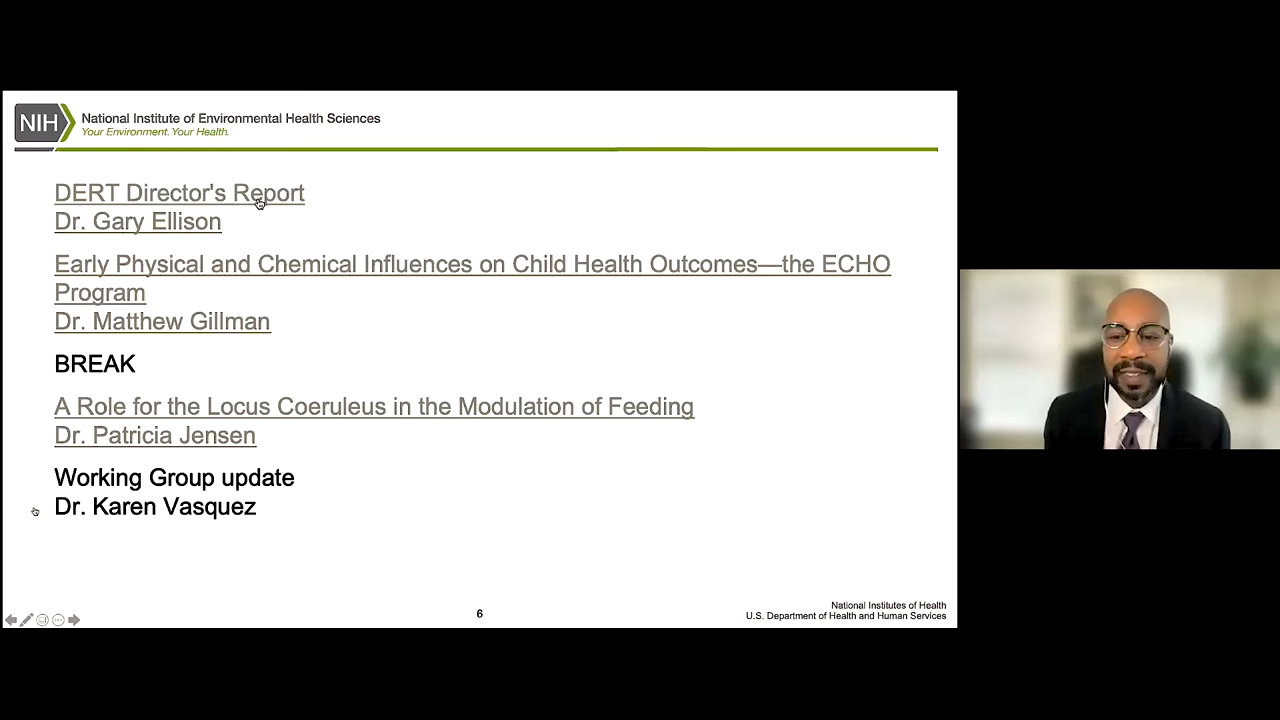 NIH
National Institute of Environmental Health Sciences
Your Environment. Your Health.
DERT Director's Report
Dr. Gary Ellison
Early Physical and Chemical Influences on Child Health Outcomes—the ECHO
Program
Dr. Matthew Gillman
BREAK
A Role for the Locus Coeruleus in the Modulation of Feeding
Dr. Patricia Jensen
Working Group update
Dr. Karen Vasquez
6
National Institutes of Health
U.S. Department of Health and Human Services